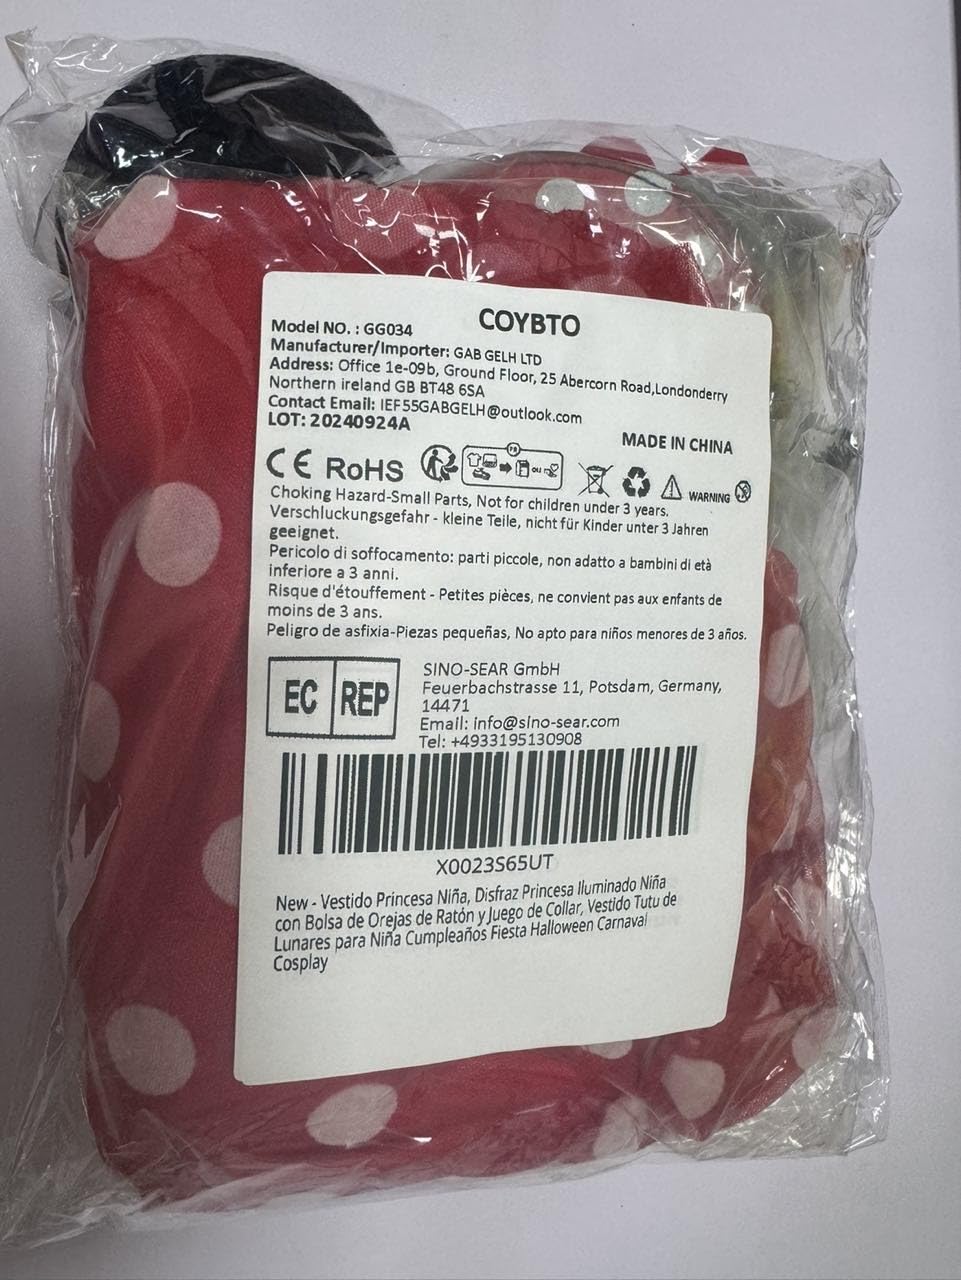 COYBTO
Model NO. : GG034
Manufacturer/Importer: GAB GELH LTD
Address: Office 1e-09b, Ground Floor, 25 Abercorn Road,Londonderry
Northern ireland GB BT48 6SA
Contact Email: IEF55GABGELH@outlook.com
LOT: 20240924A
MADE IN CHINA
CE RoHS FR OU WARNING
Choking Hazard-Small Parts, Not for children under 3 years.
Verschluckungsgefahr - kleine Teile, nicht für Kinder unter 3 Jahren
geeignet.
Pericolo di soffocamento: parti piccole, non adatto a bambini di età
inferiore a 3 anni.
Risque d'étouffement - Petites pièces, ne convient pas aux enfants de
moins de 3 ans.
Peligro de asfixia-Piezas pequeñas, No apto para niños menores de 3 años.
EC REP
SINO-SEAR GmbH
Feuerbachstrasse 11, Potsdam, Germany,
14471
Email: info@sino-sear.com
Tel: +4933195130908
X0023S65UT
New - Vestido Princesa Niña, Disfraz Princesa Iluminado Niña
con Bolsa de Orejas de Ratón y Juego de Collar, Vestido Tutu de
Lunares para Niña Cumpleaños Fiesta Halloween Carnaval
Cosplay